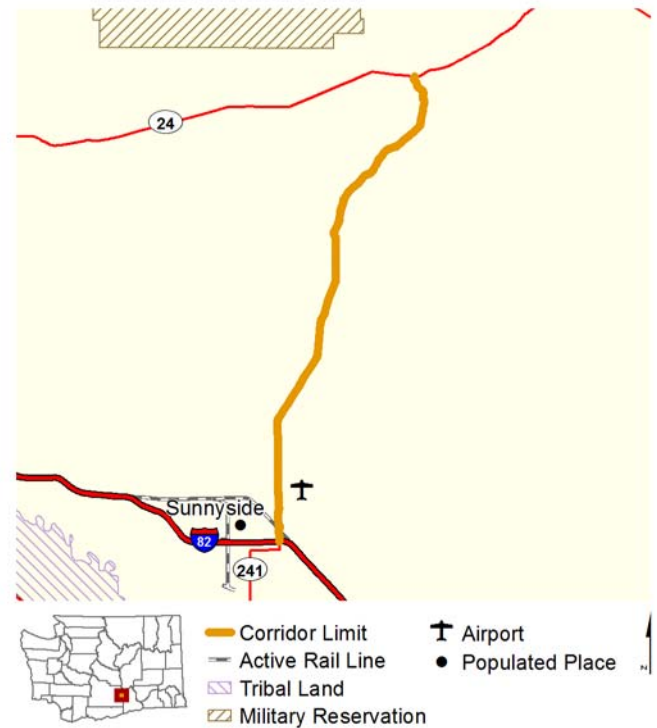 24
Sunnyside
82
241
Corridor Limit
Active Rail Line
Tribal Land
Military Reservation
Airport
Populated Place
N